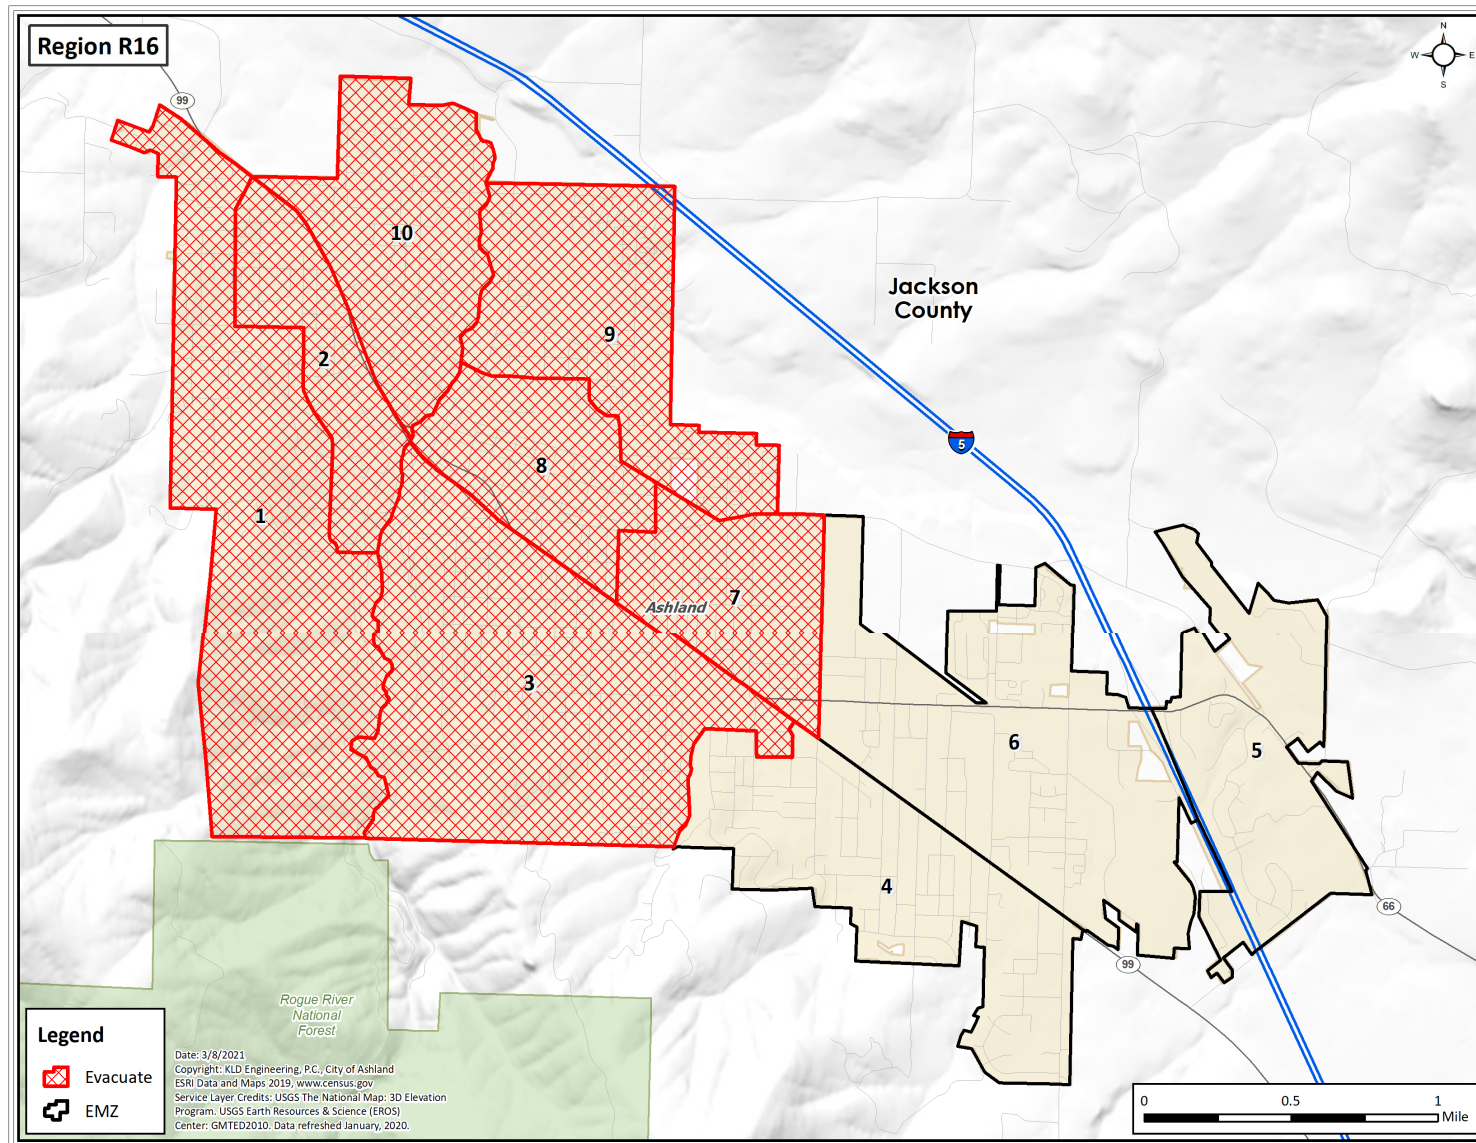 Region R16
N
W
E
S
99
10
Jackson
County
9
2
5
8
1
7
Ashland
3
6
5
4
66
99
Rogue River
National
Forest
Legend
Evacuate
EMZ
Date: 3/8/2021
Copyright: KLD Engineering, P.C., City of Ashland
ESRI Data and Maps 2019, www.census.gov
Service Layer Credits: USGS The National Map: 3D Elevation
Program. USGS Earth Resources & Science (EROS)
Center: GMTED2010. Data refreshed January, 2020.
0
0.5
1
Mile